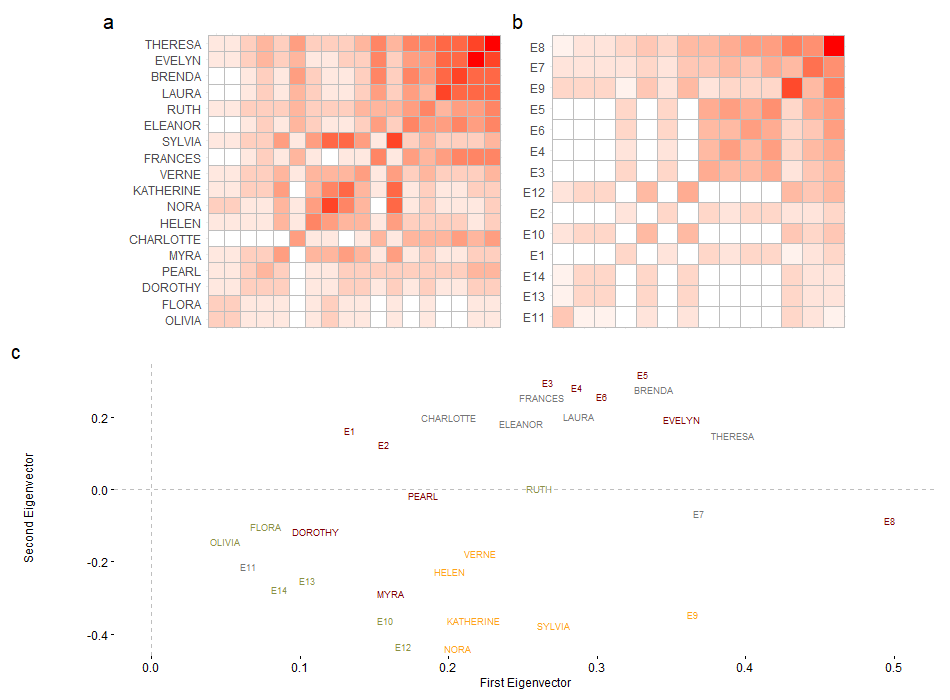 a
b
THERESA
EVELYN
BRENDA
LAURA
RUTH
ELEANOR
SYLVIA
FRANCES
VERNE
KATHERINE
NORA
HELEN
CHARLOTTE
MYRA
PEARL
DOROTHY
FLORA
OLIVIA
E8
E7
E9
E5
E6
E4
E3
E12
E2
E10
E1
E14
E13
E11
c
E5
E3
E4
BRENDA
FRANCES
E6
CHARLOTTE
LAURA
0.2
ELEANOR
EVELYN
E1
THERESA
E2
0.0
RUTH
PEARL
E7
E8
FLORA
DOROTHY
OLIVIA
VERNE
-0.2
E11
HELEN
E13
E14
MYRA
E9
E10
KATHERINE
SYLVIA
-0.4
E12
NORA
Second Eigenvector
0.0
0.1
0.2
0.3
0.4
0.5
First Eigenvector